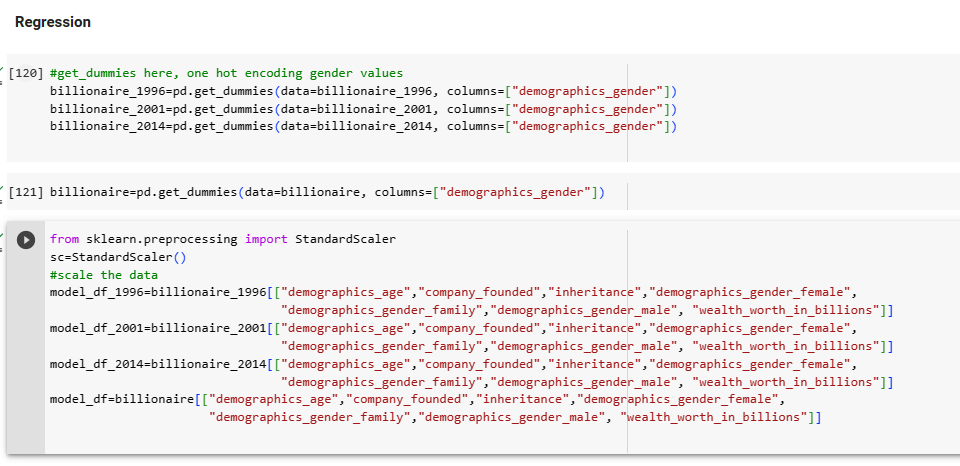 Regression
[120] #get_dummies here, one hot encoding gender values
billionaire_1996=pd.get_dummies(data=billionaire_1996, columns=["demographics_gender"])
billionaire_2001=pd.get_dummies(data=billionaire_2001, columns=["demographics_gender"])
billionaire_2014=pd.get_dummies(data=billionaire_2014, columns=["demographics_gender"])
[121] billionaire=pd.get_dummies(data=billionaire, columns=["demographics_gender"])
from sklearn.preprocessing import StandardScaler
sc=StandardScaler()
#scale the data
model_df_1996=billionaire_1996[["demographics_age","company_founded","inheritance","demographics_gender_female",
"demographics_gender_family","demographics_gender_male", "wealth_worth_in_billions"]]
model_df_2001=billionaire_2001[["demographics_age","company_founded","inheritance","demographics_gender_female",
"demographics_gender_family","demographics_gender_male", "wealth_worth_in_billions"]]
model_df_2014=billionaire_2014[["demographics_age","company_founded","inheritance","demographics_gender_female",
"demographics_gender_family","demographics_gender_male", "wealth_worth_in_billions"]]
model_df=billionaire[["demographics_age","company_founded","inheritance","demographics_gender_female",
"demographics_gender_family","demographics_gender_male", "wealth_worth_in_billions"]]